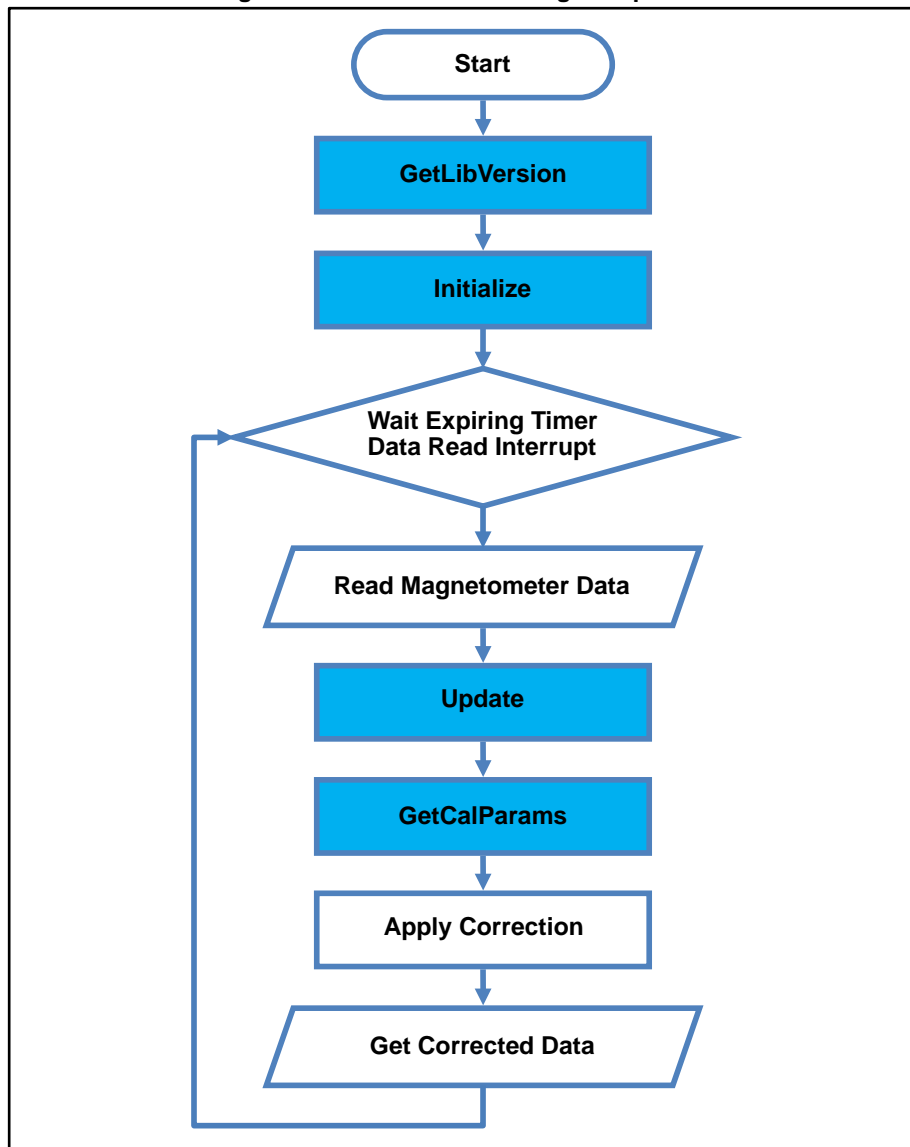 Start
GetLibVersion
Initialize
Wait Expiring Timer
Data Read Interrupt
Read Magnetometer Data
Update
GetCalParams
Apply Correction
Get Corrected Data